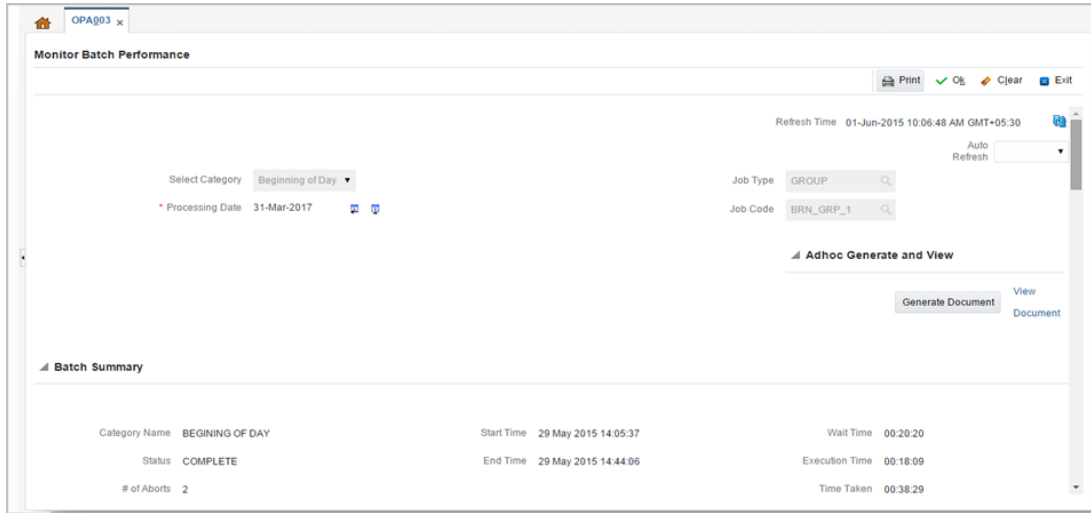 OPA003 x
Monitor Batch Performance
Print Ok Clear Exit
Refresh Time 01-Jun-2015 10:06:48 AM GMT+05:30
Auto
Refresh
Select Category Beginning of Day Job Type GROUP
* Processing Date 31-Mar-2017 Job Code BRN_GRP_1
Adhoc Generate and View
Generate Document View
Document
Batch Summary
Category Name BEGINING OF DAY Start Time 29 May 2015 14:05:37 Wait Time 00:20:20
Status COMPLETE End Time 29 May 2015 14:44:06 Execution Time 00:18:09
# of Aborts 2 Time Taken 00:38:29